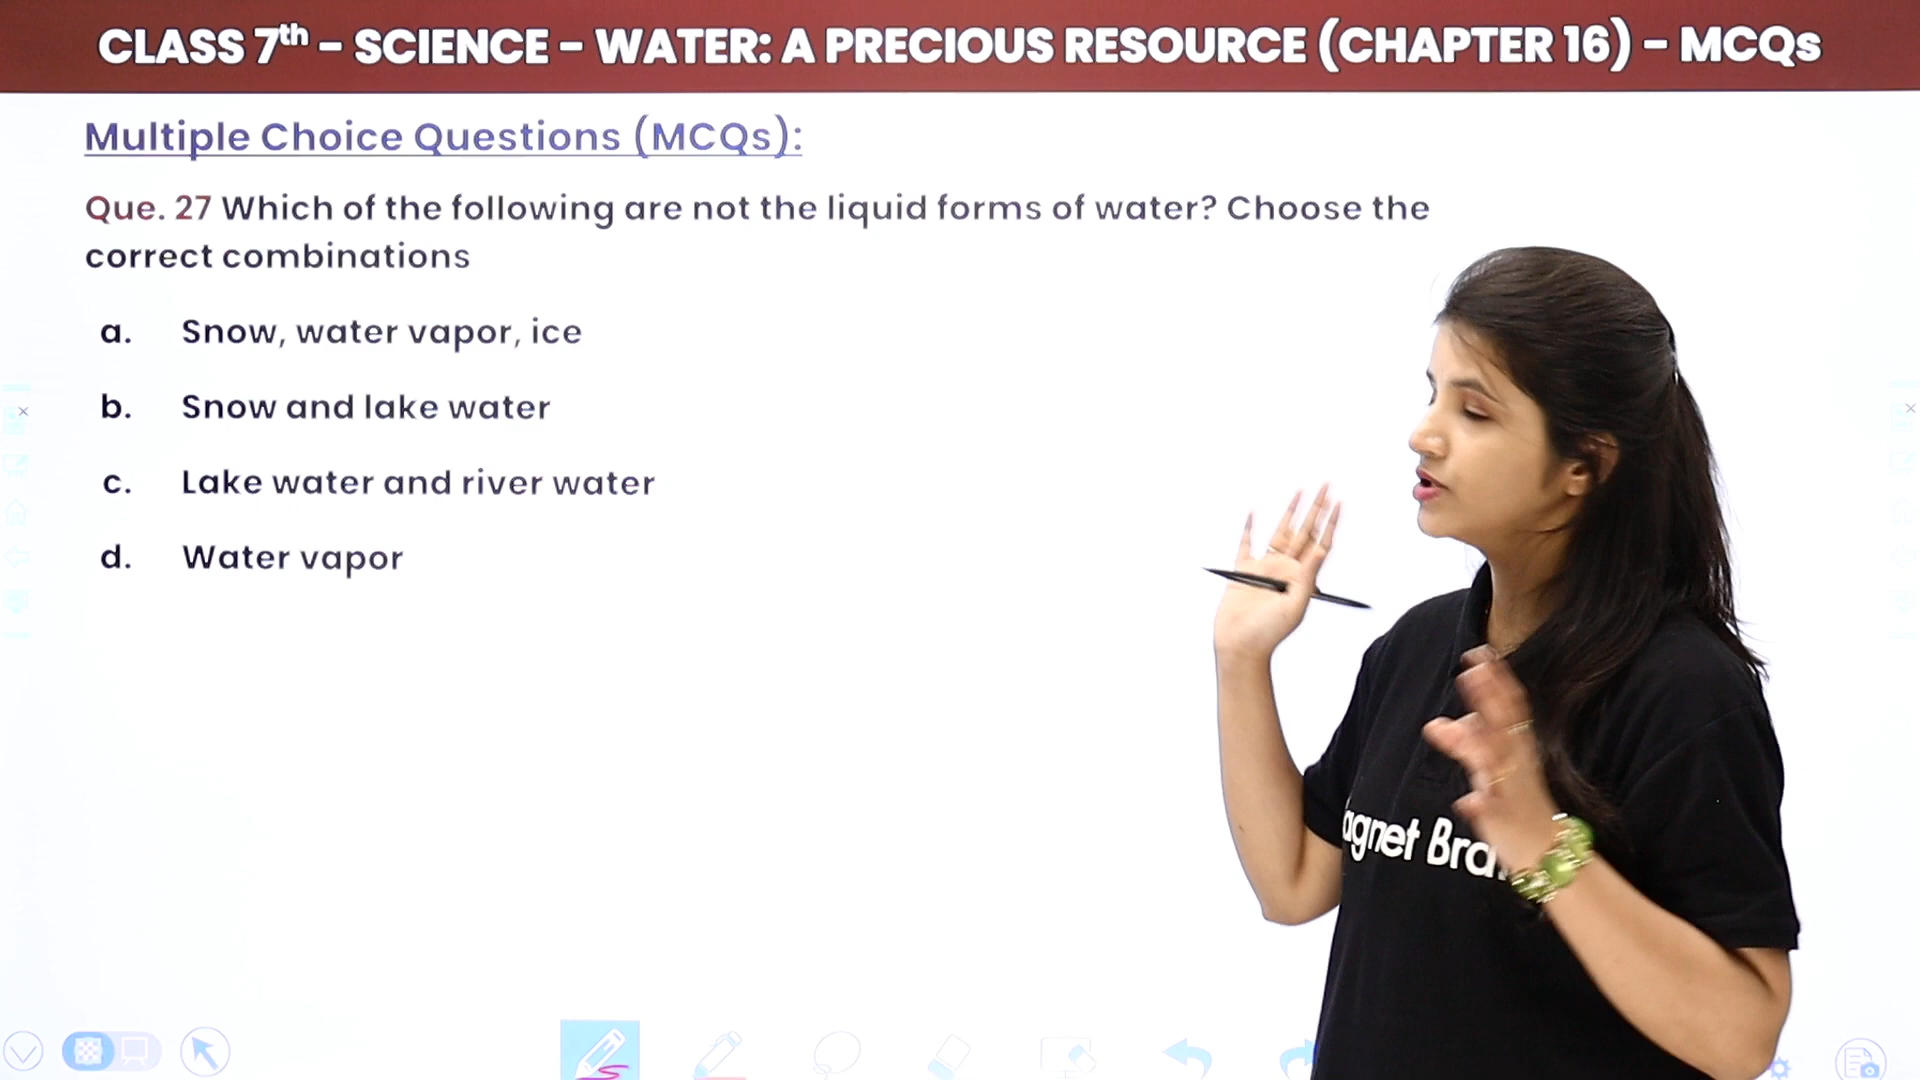 CLASS 7th – SCIENCE – WATER: A PRECIOUS RESOURCE (CHAPTER 16) – MCQs
Multiple Choice Questions (MCQs):
Que. 27 Which of the following are not the liquid forms of water? Choose the
correct combinations
a. Snow, water vapor, ice
b. Snow and lake water
c. Lake water and river water
d. Water vapor
agnet Bra